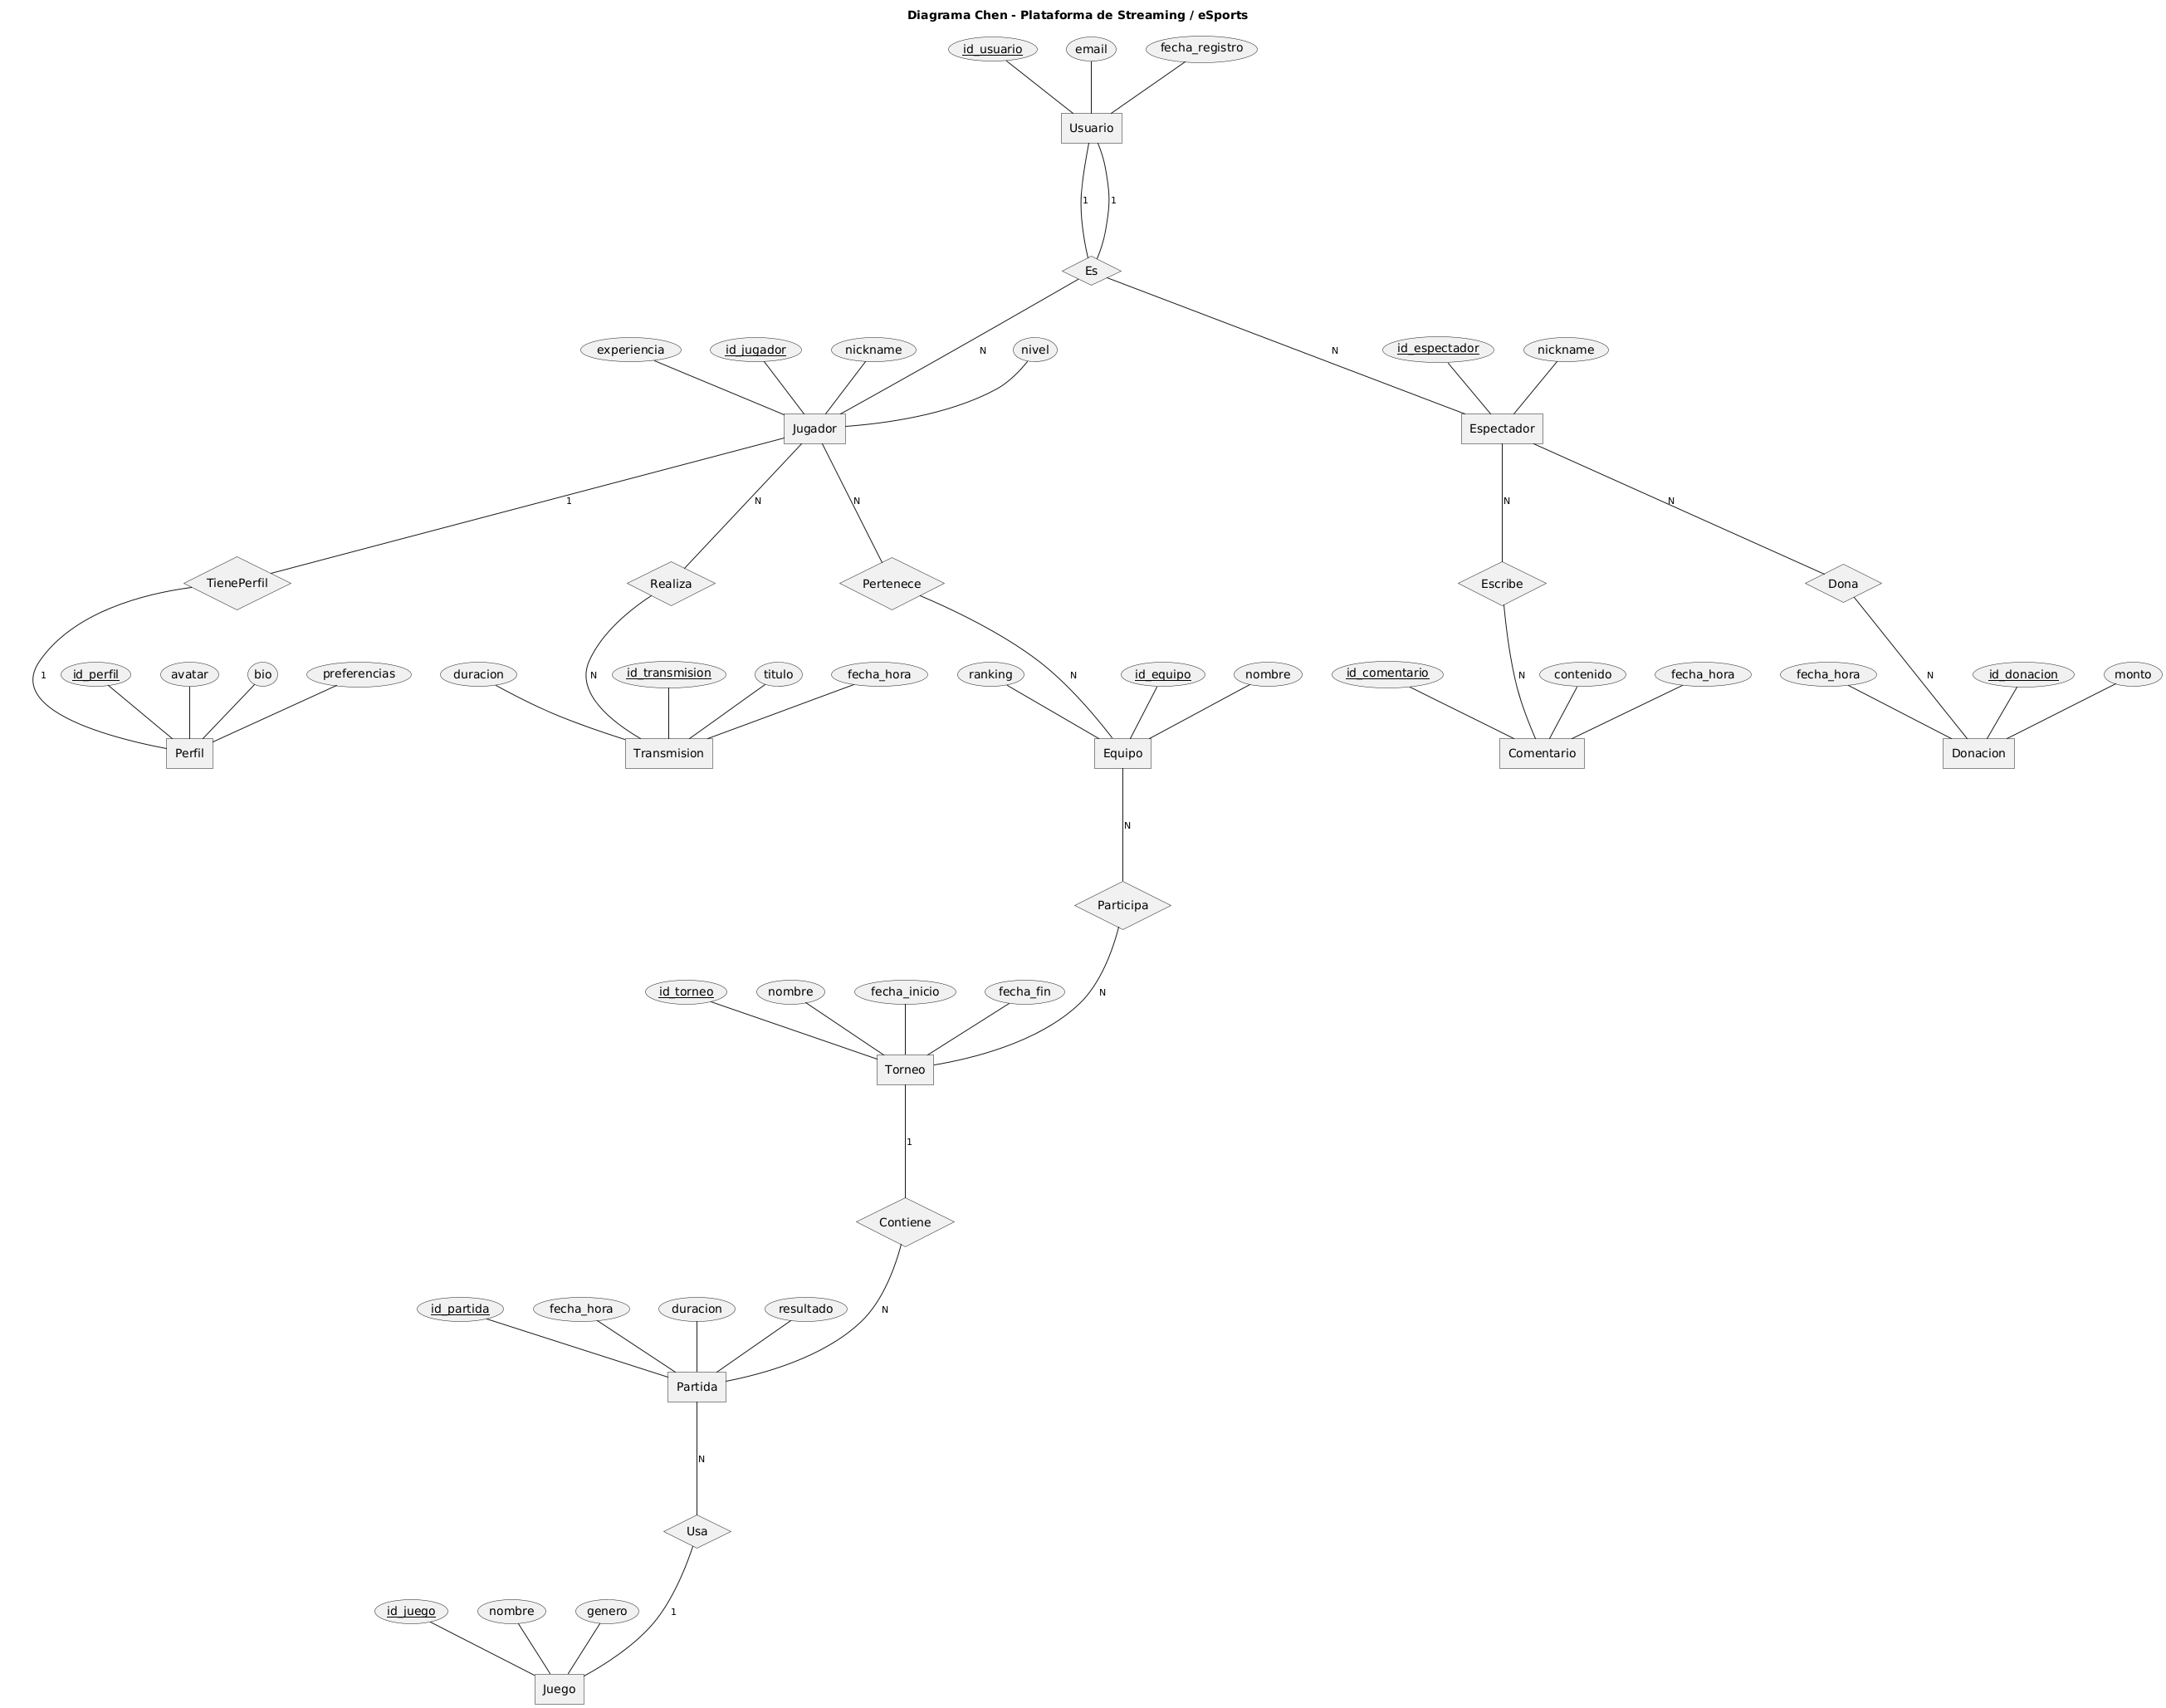 Diagrama Chen - Plataforma de Streaming / eSports
id_usuario
email
fecha_registro
Usuario
1
1
Es
experiencia
id_jugador
nickname
N
nivel
N
id_espectador
nickname
Jugador
Espectador
1
N
N
N
N
TienePerfil
Realiza
Pertenece
Escribe
Dona
1
id_perfil
avatar
bio
preferencias
duracion
N
id_transmision
titulo
fecha_hora
ranking
N
id_equipo
nombre
id_comentario
N
contenido
fecha_hora
fecha_hora
N
id_donacion
monto
Perfil
Transmision
Equipo
Comentario
Donacion
N
Participa
id_torneo
nombre
fecha_inicio
fecha_fin
N
Torneo
1
Contiene
id_partida
fecha_hora
duracion
resultado
N
Partida
N
Usa
id_juego
nombre
genero
1
Juego